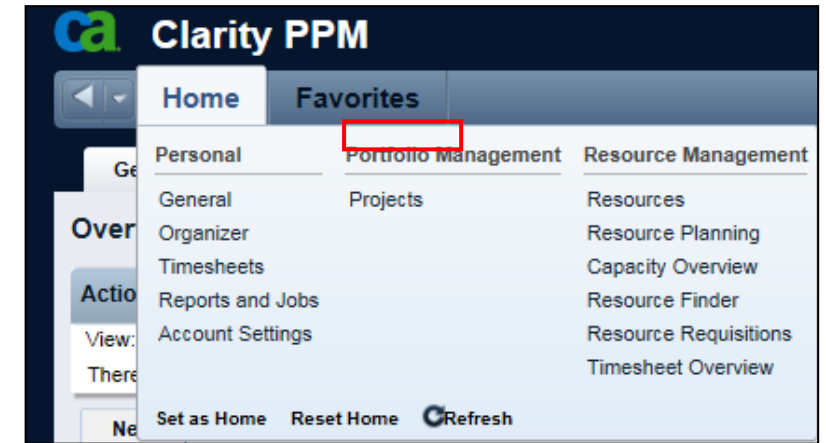 ca Clarity PPM
Home Favorites
Personal Portfolio Management Resource Management
General Projects Resources
Organizer Resource Planning
Timesheets Capacity Overview
Reports and Jobs Resource Finder
Account Settings Resource Requisitions
Timesheet Overview
Set as Home Reset Home Refresh
Ge
Over
Actio
View:
There
Ne